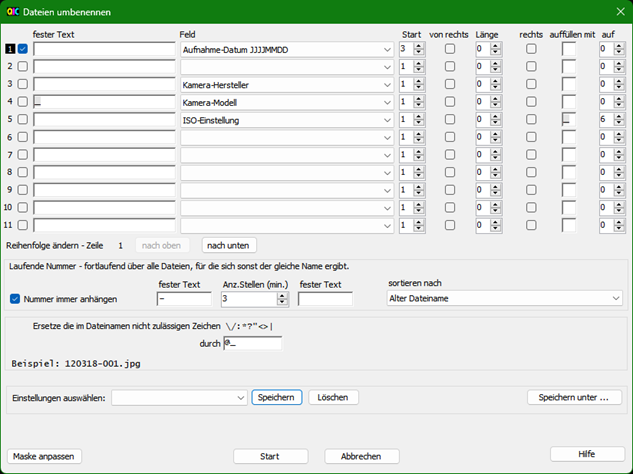 QIC Dateien umbenennen
fester Text Feld Start von rechts Länge rechts auffüllen mit auf
1 Aufnahme-Datum JJJJMMDD 3 0 0
2 1 0 0
3 Kamera-Hersteller 1 0 0
4 _ Kamera-Modell 1 0 0
5 ISO-Einstellung 1 0 _ 6
6 1 0 0
7 1 0 0
8 1 0 0
9 1 0 0
10 1 0 0
11 1 0 0
Reihenfolge ändern - Zeile 1 nach oben nach unten
Laufende Nummer - fortlaufend über alle Dateien, für die sich sonst der gleiche Name ergibt.
fester Text Anz.Stellen (min.) fester Text sortieren nach
Nummer immer anhängen - 3 Alter Dateiname
Ersetze die im Dateinamen nicht zulässigen Zeichen \/:*?"<>|
durch @_
Beispiel: 120318-001.jpg
Einstellungen auswählen: Speichern Löschen Speichern unter ...
Maske anpassen Start Abbrechen Hilfe